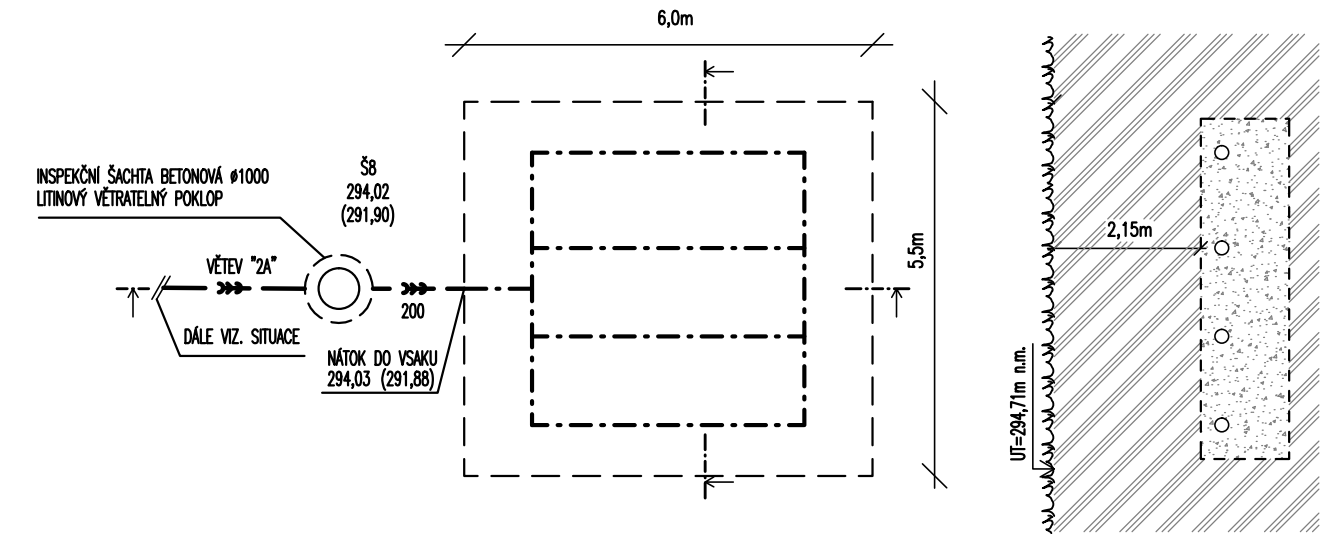 6,0m
INSPEKČNÍ ŠACHTA BETONOVÁ ø1000
LITINOVÝ VĚTRATELNÝ POKLOP
Š8
294,02
(291,90)
VĚTEV "2A"
200
DÁLE VIZ. SITUACE
NÁTOK DO VSAKU
294,03 (291,88)
5,5m
2,15m
UT=294,71m n.m.